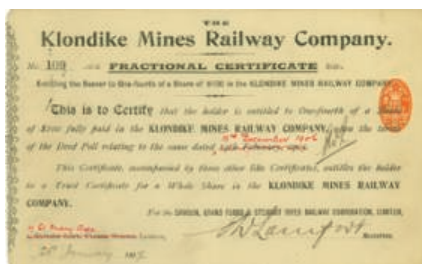 THE
Klondike Mines Railway Company.
No. 109 FRACTIONAL CERTIFICATE
Entitling the Bearer to One-fourth of a Share of $100 in the KLONDIKE MINES RAILWAY COMPANY
This is to Certify that the holder is entitled to One-fourth of a Share
of $100 fully paid in the KLONDIKE MINES RAILWAY COMPANY, upon the terms
of the Deed Poll relating to the same dated
This Certificate, accompanied by three other like Certificates, entitles the holder
to a Trust Certificate for a Whole Share in the KLONDIKE MINES RAILWAY
COMPANY.
For the DAWSON, GRAND FORKS & STEWART RIVER RAILWAY CORPORATION, LIMITED,
January